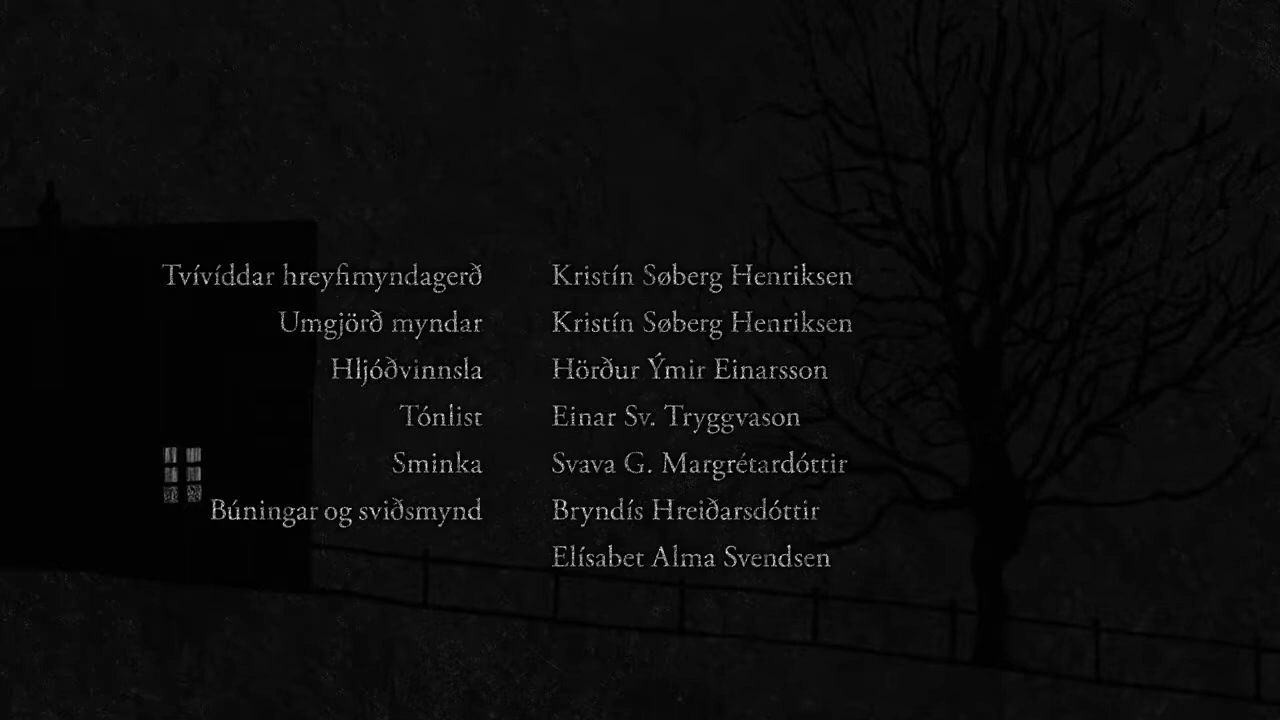 Tvívíddar hreyfimyndagerð Kristín Søberg Henriksen
Umgjörð myndar Kristín Søberg Henriksen
Hljóðvinnsla Hörður Ýmir Einarsson
Tónlist Einar Sv. Tryggvason
Sminka Svava G. Margrétardóttir
Búningar og sviðsmynd Bryndís Hreiðarsdóttir
Elísabet Alma Svendsen